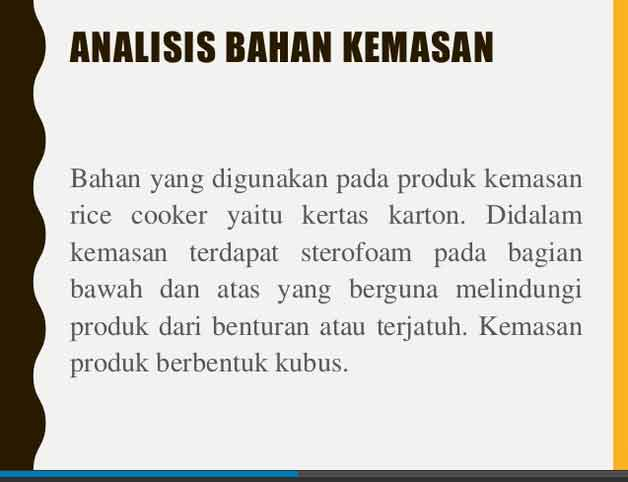 ANALISIS BAHAN KEMASAN
Bahan yang digunakan pada produk kemasan
rice cooker yaitu kertas karton. Didalam
kemasan terdapat sterofoam pada bagian
bawah dan atas yang berguna melindungi
produk dari benturan atau terjatuh. Kemasan
produk berbentuk kubus.